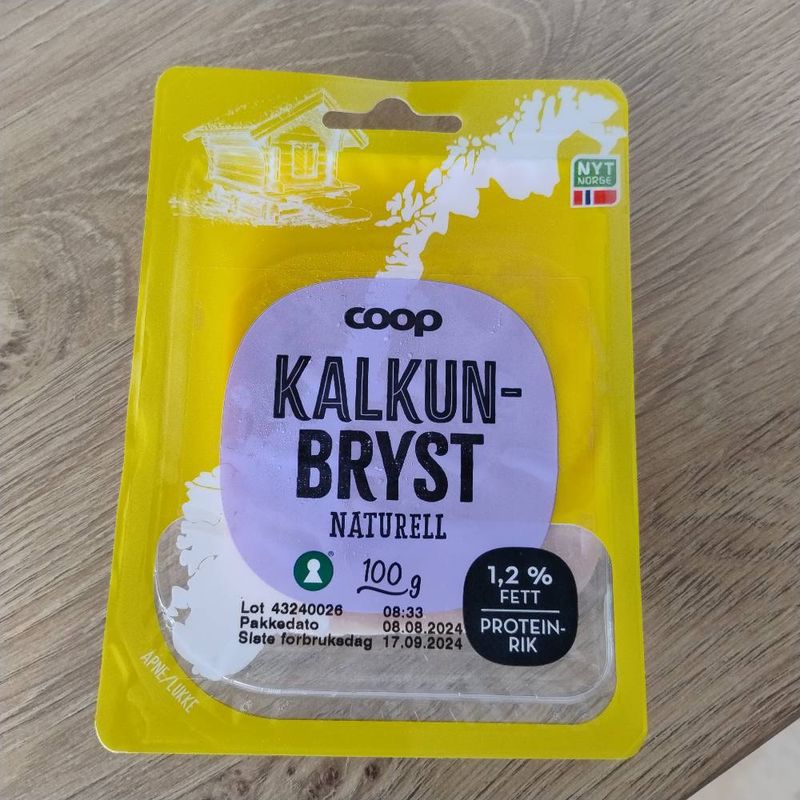 NYT
NORGE
coop
KALKUN-
BRYST
NATURELL
100 g
1,2 %
FETT
PROTEIN-
RIK
Lot 43240026 08:33
Pakkedato 08.08.2024
Siste forbruksdag 17.09.2024
ÅPNE/LUKKE